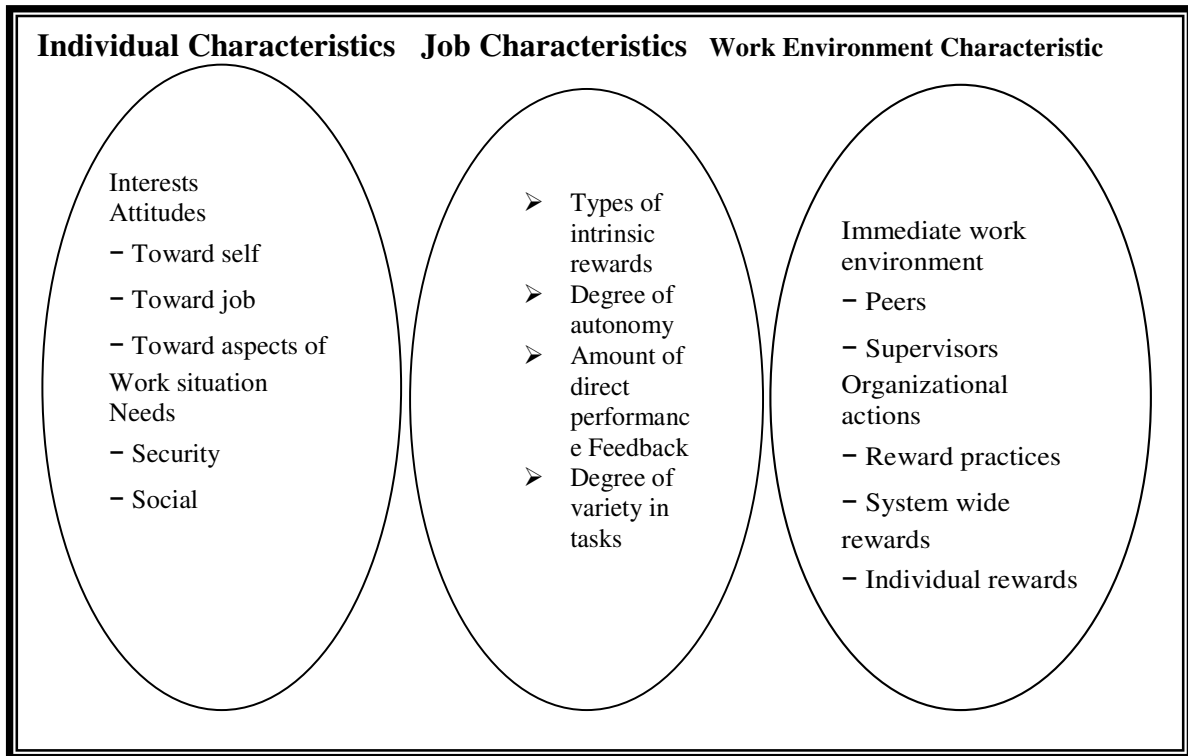 Individual Characteristics
Job Characteristics
Work Environment Characteristic
Interests
Attitudes
− Toward self
− Toward job
− Toward aspects of
Work situation
Needs
− Security
− Social
➢ Types of
intrinsic
rewards
➢ Degree of
autonomy
➢ Amount of
direct
performanc
e Feedback
➢ Degree of
variety in
tasks
Immediate work
environment
− Peers
− Supervisors
Organizational
actions
− Reward practices
− System wide
rewards
− Individual rewards